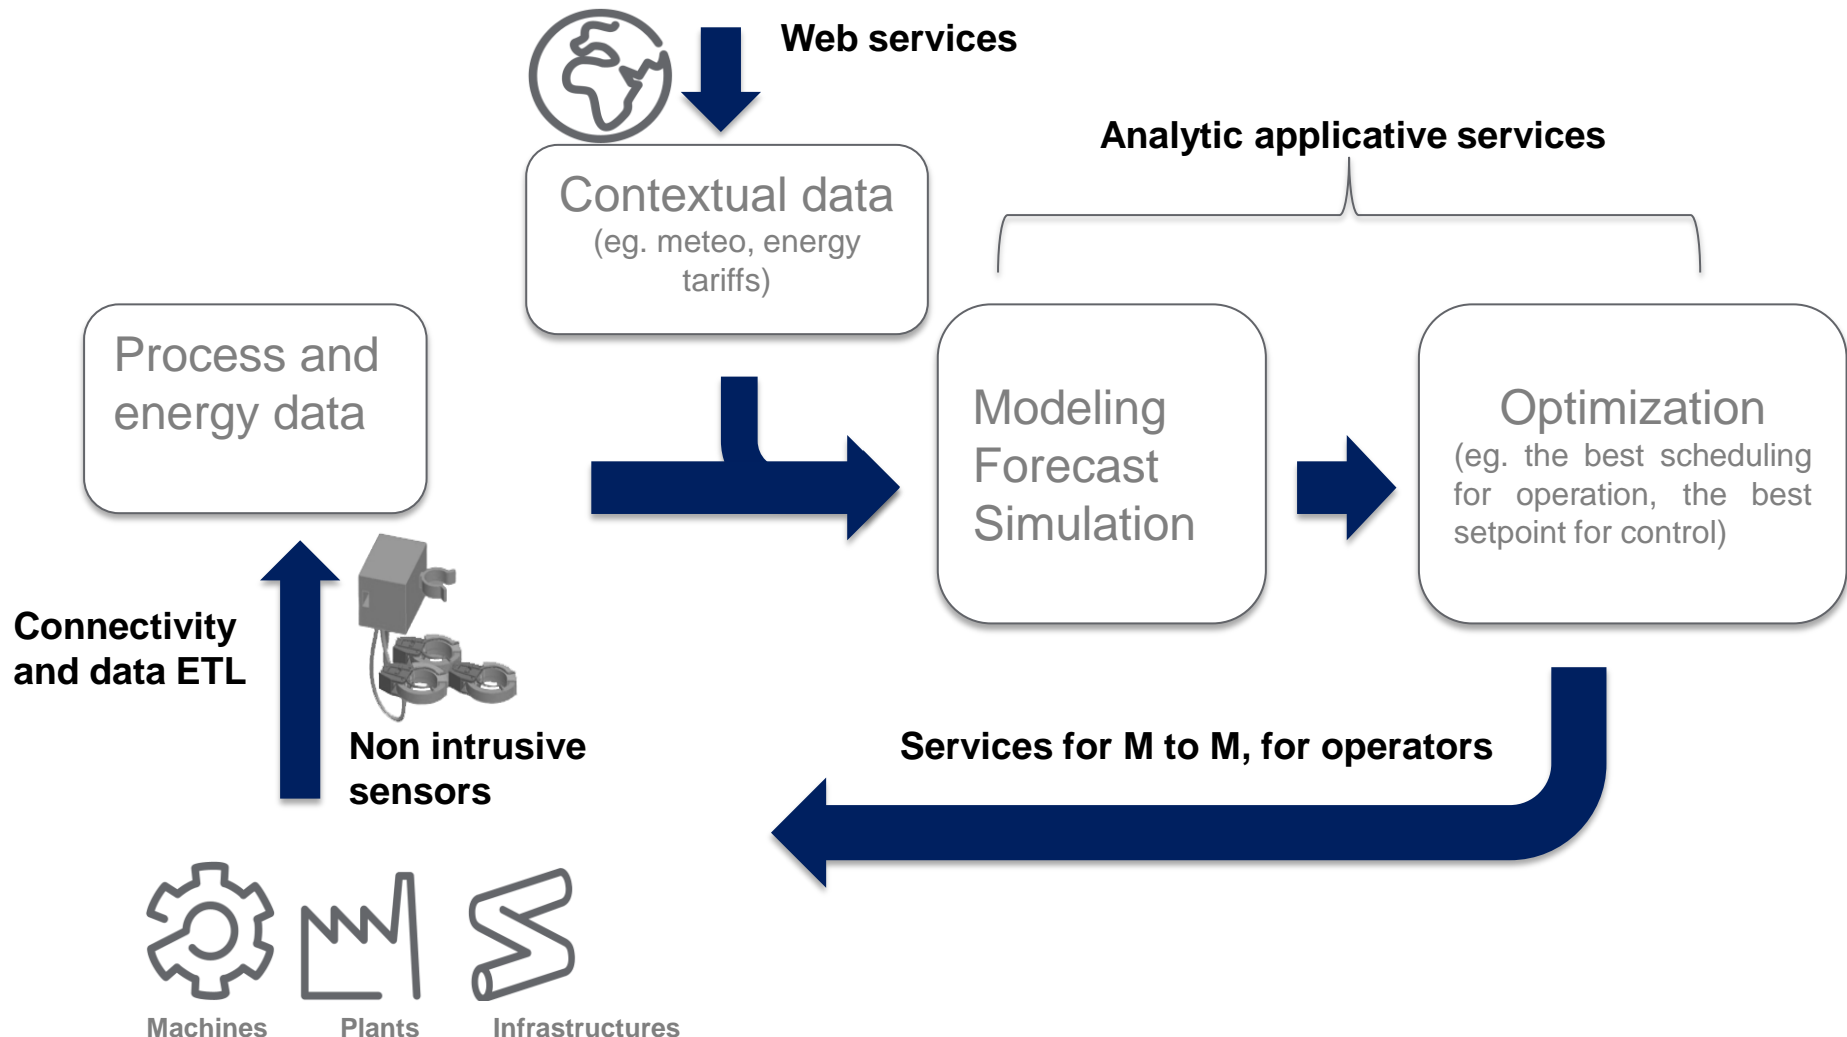 Web services
Analytic applicative services
Contextual data
(eg. meteo, energy
tariffs)
Process and
energy data
Modeling
Forecast
Simulation
Optimization
(eg. the best scheduling
for operation, the best
setpoint for control)
Connectivity
and data ETL
Non intrusive
sensors
Services for M to M, for operators
Machines
Plants
Infrastructures